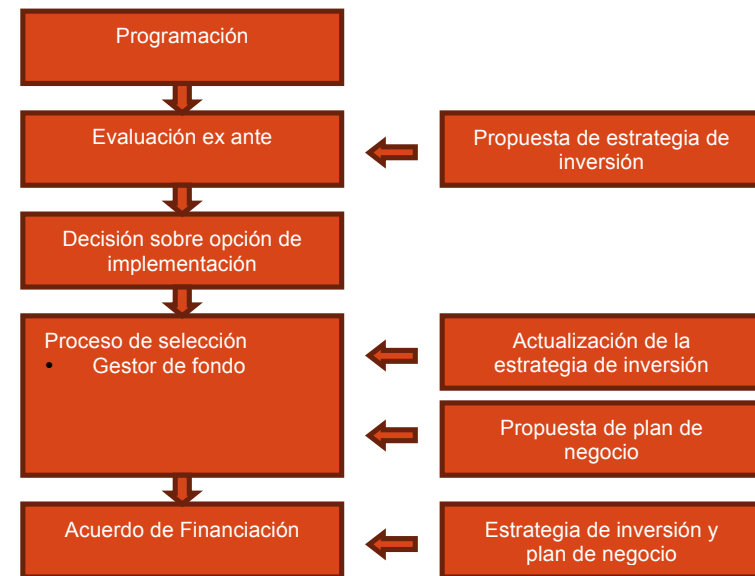 Programación
Evaluación ex ante
Propuesta de estrategia de
inversión
Decisión sobre opción de
implementación
Proceso de selección
• Gestor de fondo
Actualización de la
estrategia de inversión
Propuesta de plan de
negocio
Acuerdo de Financiación
Estrategia de inversión y
plan de negocio